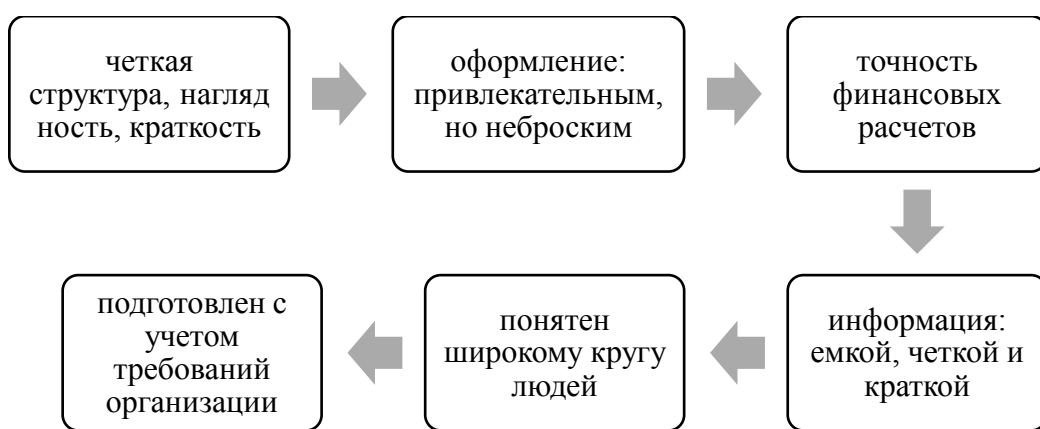 четкая
структура, нагляд
ность, краткость
оформление:
привлекательным,
но неброским
точность
финансовых
расчетов
информация:
емкой, четкой и
краткой
понятен
широкому кругу
людей
подготовлен с
учетом
требований
организации